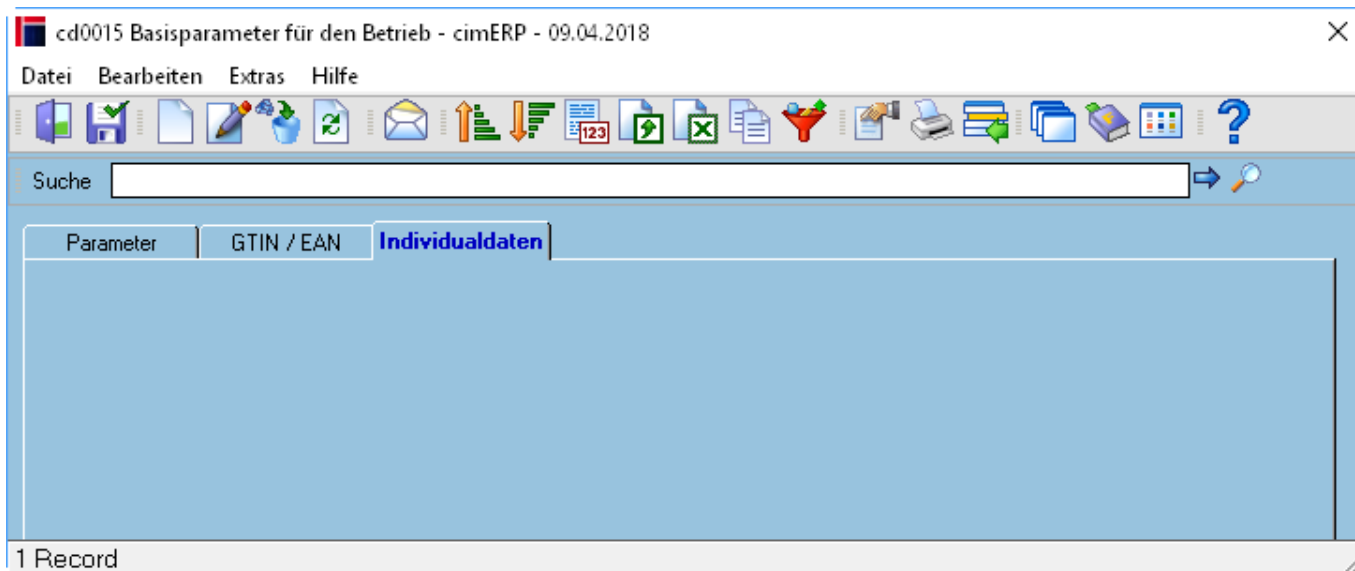 cd0015 Basisparameter für den Betrieb - cimERP - 09.04.2018
Datei Bearbeiten Extras Hilfe
123
Suche
Parameter GTIN / EAN Individualdaten
1 Record